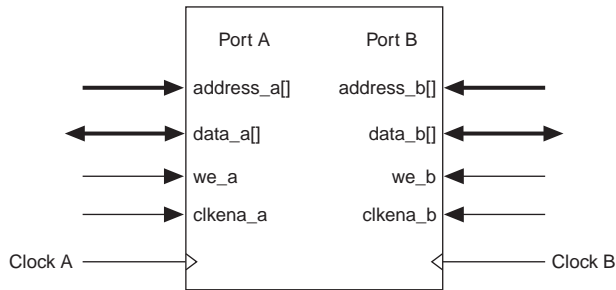 Port A Port B
address_a[] address_b[]
data_a[] data_b[]
we_a we_b
clkena_a clkena_b
Clock A Clock B